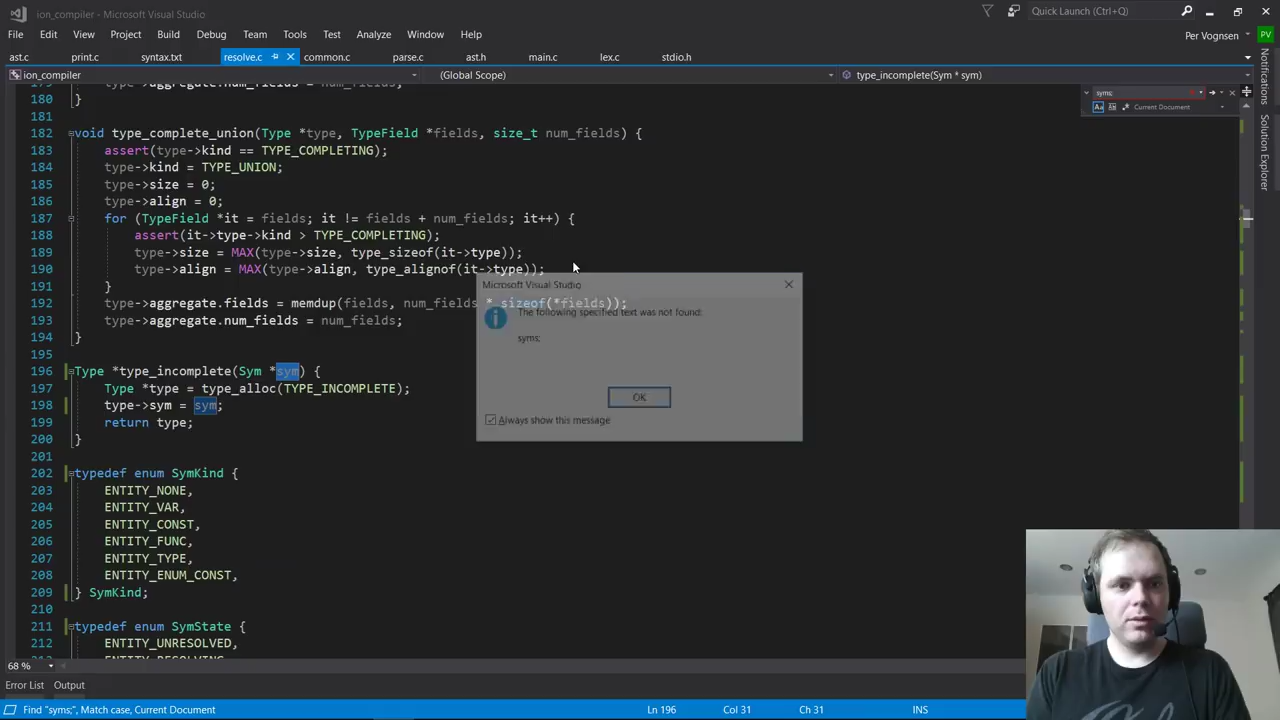 ion_compiler - Microsoft Visual Studio
Quick Launch (Ctrl+Q)
File Edit View Project Build Debug Team Tools Test Analyze Window Help
Per Vognsen PV
ast.c print.c syntax.txt resolve.c common.c parse.c ast.h main.c lex.c stdio.h
ion_compiler (Global Scope) type_incomplete(Sym * sym)
syms;
Current Document
Notifications
Solution Explorer
180 }
181
182 void type_complete_union(Type *type, TypeField *fields, size_t num_fields) {
183 assert(type->kind == TYPE_COMPLETING);
184 type->kind = TYPE_UNION;
185 type->size = 0;
186 type->align = 0;
187 for (TypeField *it = fields; it != fields + num_fields; it++) {
188 assert(it->type->kind > TYPE_COMPLETING);
189 type->size = MAX(type->size, type_sizeof(it->type));
190 type->align = MAX(type->align, type_alignof(it->type));
191 }
192 type->aggregate.fields = memdup(fields, num_fields * sizeof(*fields));
193 type->aggregate.num_fields = num_fields;
194 }
195
196 Type *type_incomplete(Sym *sym) {
197 Type *type = type_alloc(TYPE_INCOMPLETE);
198 type->sym = sym;
199 return type;
200 }
201
202 typedef enum SymKind {
203 ENTITY_NONE,
204 ENTITY_VAR,
205 ENTITY_CONST,
206 ENTITY_FUNC,
207 ENTITY_TYPE,
208 ENTITY_ENUM_CONST,
209 } SymKind;
210
211 typedef enum SymState {
212 ENTITY_UNRESOLVED,
Microsoft Visual Studio
The following specified text was not found:
syms;
OK
Always show this message
68 %
Error List Output
Find "syms;", Match case, Current Document Ln 196 Col 31 Ch 31 INS